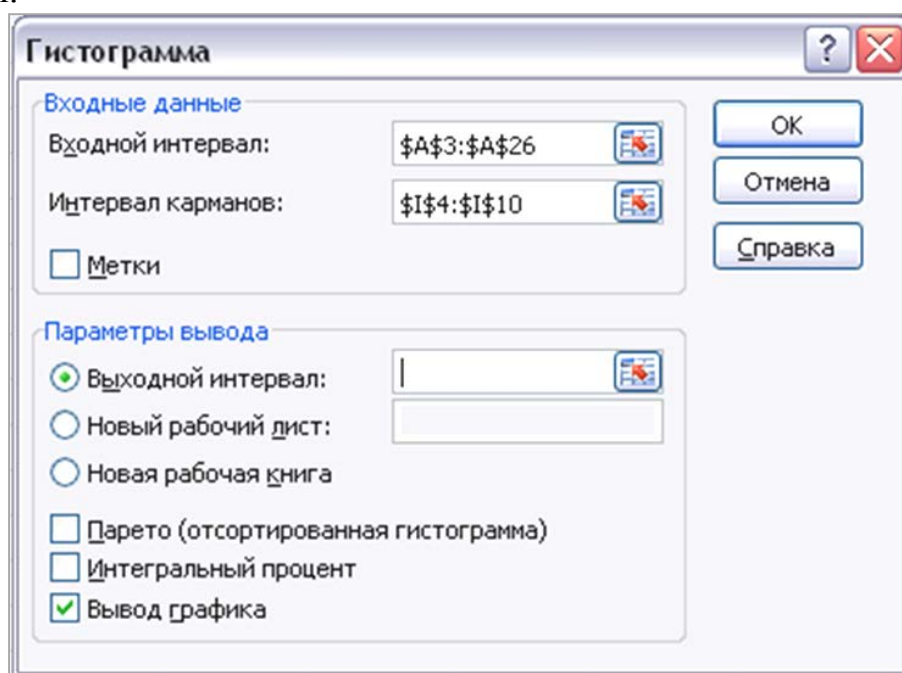 Гистограмма
Входные данные
Входной интервал: $A$3:$A$26
Интервал карманов: $I$4:$I$10
Метки
OK
Отмена
Справка
Параметры вывода
Выходной интервал:
Новый рабочий лист:
Новая рабочая книга
Парето (отсортированная гистограмма)
Интегральный процент
Вывод графика